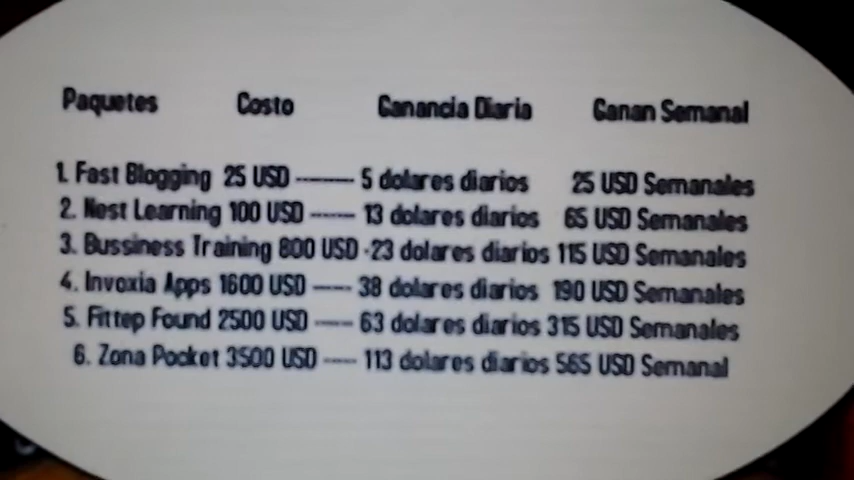 Paquetes Costo Ganancia Diaria Ganan Semanal
1. Fast Blogging 25 USD -------- 5 dolares diarios 25 USD Semanales
2. Nest Learning 100 USD ------ 13 dolares diarios 65 USD Semanales
3. Bussiness Training 800 USD -23 dolares diarios 115 USD Semanales
4. Invoxia Apps 1600 USD ----- 38 dolares diarios 190 USD Semanales
5. Fittep Found 2500 USD ----- 63 dolares diarios 315 USD Semanales
6. Zona Pocket 3500 USD ----- 113 dolares diarios 565 USD Semanal